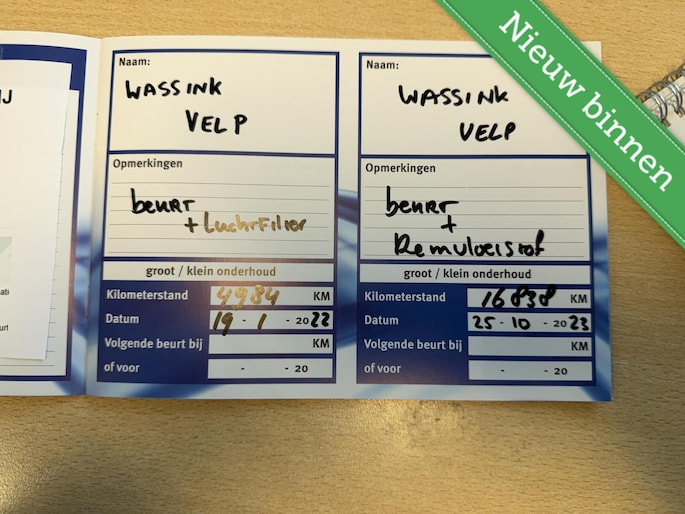 Nieuw binnen
IJ
Naam:
WASSINK
VELP
Opmerkingen
beurt
+ Luchtfilter
groot / klein onderhoud
Kilometerstand 4984 KM
Datum 19 - 1 - 2022
Volgende beurt bij KM
of voor - - 20
Naam:
WASSINK
VELP
Opmerkingen
beurt
+
Remvloeistof
groot / klein onderhoud
Kilometerstand 16838 KM
Datum 25 - 10 - 2023
Volgende beurt bij KM
of voor - - 20